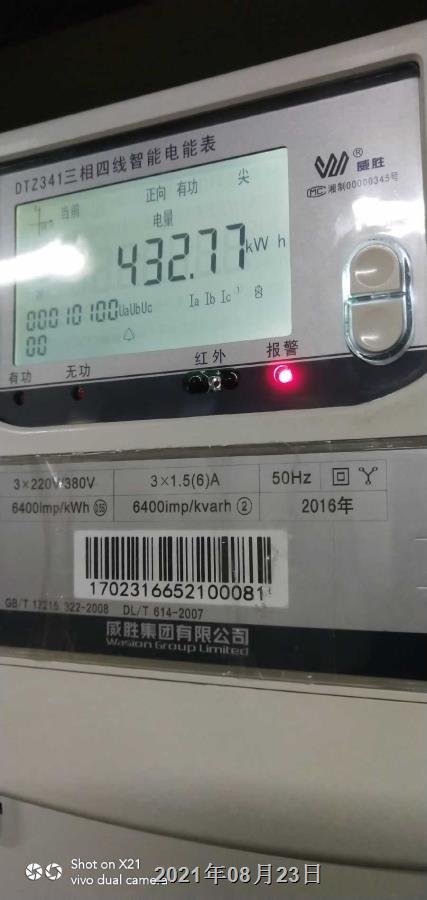 DTZ341三相四线智能电能表
威胜®
MC 湘制00000345号
当前 正向 有功 尖
电量
432.77kW h
00010100UaUbUc Ia Ib Ic
00
有功 无功 红外 报警
3×220V/380V 3×1.5(6)A 50Hz
6400imp/kWh 6400imp/kvarh ② 2016年
1702316652100081
GB/T 17215.322-2008 DL/T 614-2007
威胜集团有限公司
Wasion Group Limited
Shot on X21
vivo dual camera
2021年08月23日